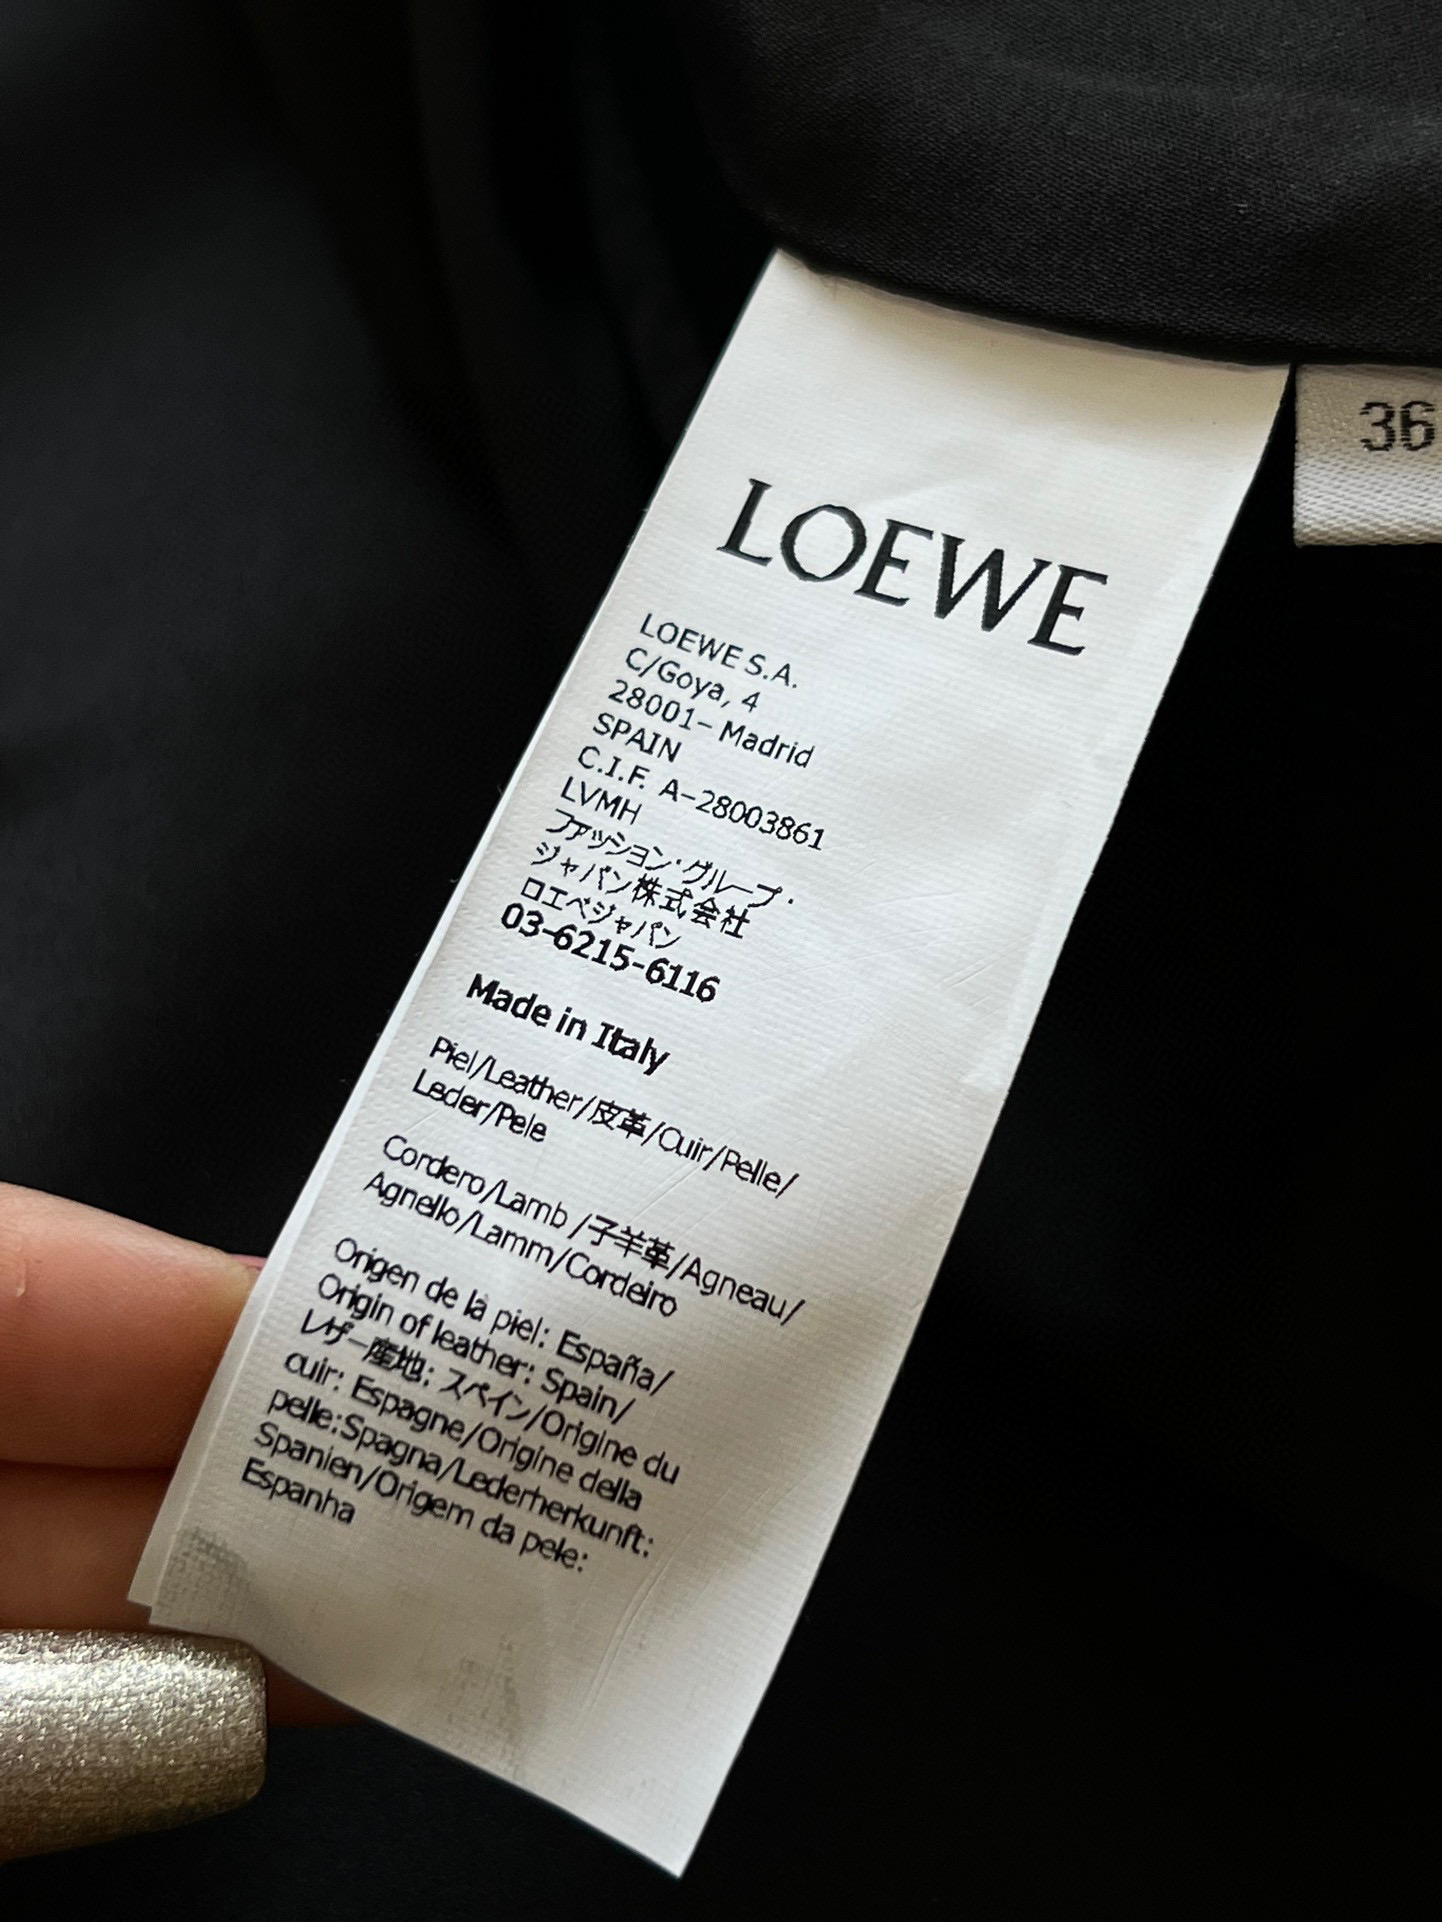 LOEWE
36
LOEWE S.A.
C/Goya, 4
28001– Madrid
SPAIN
C.I.F. A–28003861
LVMH
ファッション・グループ・
ジャパン株式会社
ロエベジャパン
03-6215-6116
Made in Italy
Piel/Leather/皮革/Cuir/Pelle/
Leder/Pele
Cordero/Lamb /子羊革/Agneau/
Agnello/Lamm/Cordeiro
Origen de la piel: España/
Origin of leather: Spain/
レザー産地: スペイン/Origine du
cuir: Espagne/Origine della
pelle:Spagna/Lederherkunft:
Spanien/Origem da pele:
Espanha